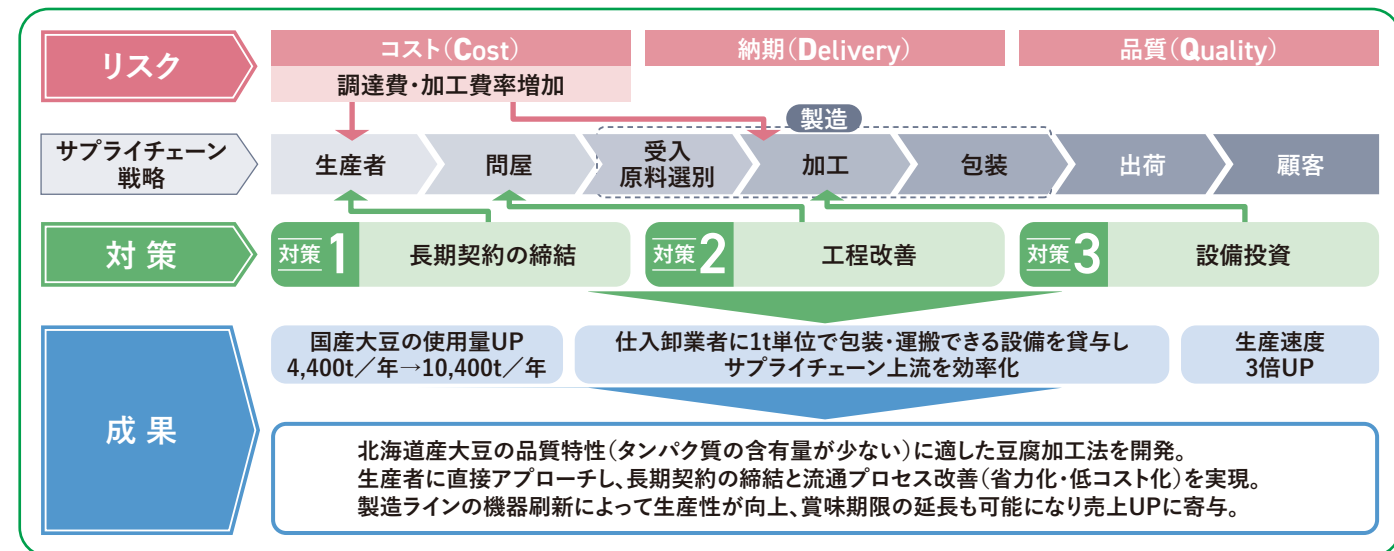 リスク
コスト(Cost)
納期(Delivery)
品質(Quality)
調達費・加工費率増加
製造
サプライチェーン
戦略
生産者
問屋
受入
原料選別
加工
包装
出荷
顧客
対策
対策1
長期契約の締結
対策2
工程改善
対策3
設備投資
成果
国産大豆の使用量UP
4,400t／年→10,400t／年
仕入卸業者に1t単位で包装・運搬できる設備を貸与し
サプライチェーン上流を効率化
生産速度
3倍UP
北海道産大豆の品質特性(タンパク質の含有量が少ない)に適した豆腐加工法を開発。
生産者に直接アプローチし、長期契約の締結と流通プロセス改善(省力化・低コスト化)を実現。
製造ラインの機器刷新によって生産性が向上、賞味期限の延長も可能になり売上UPに寄与。